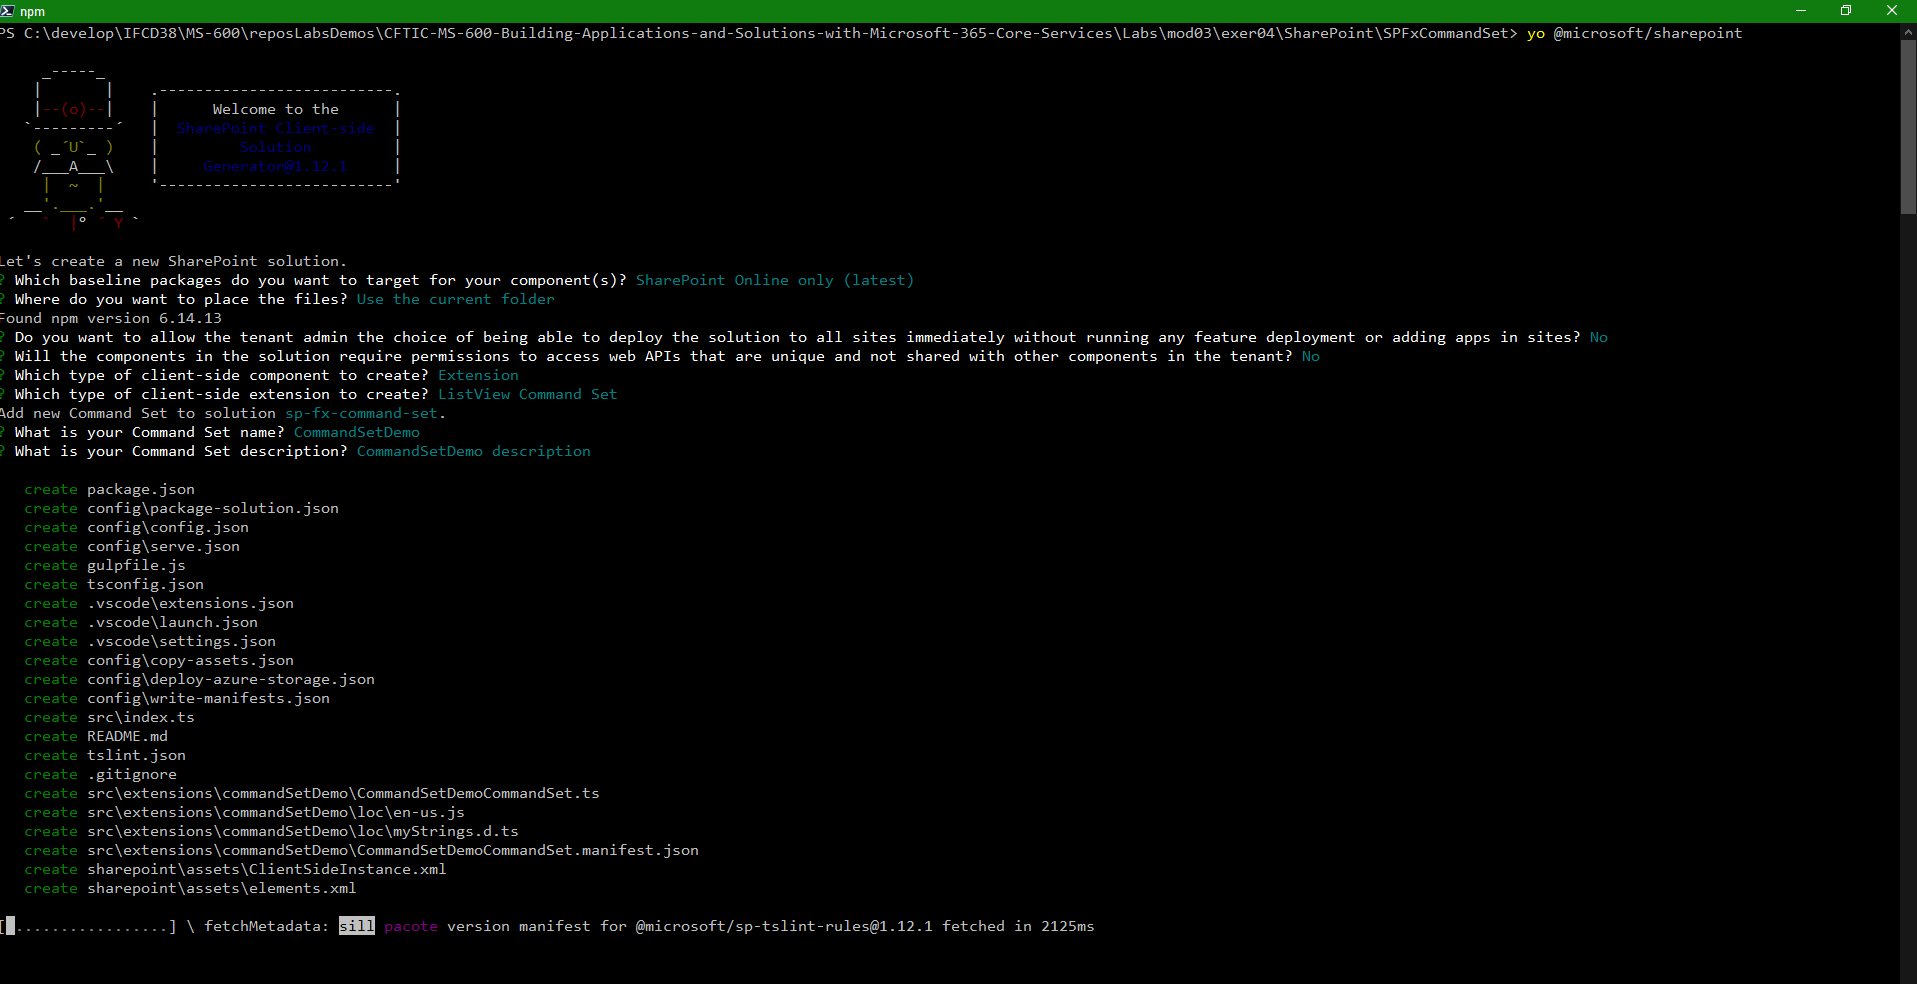 npm
PS C:\develop\IFCD38\MS-600\reposLabsDemos\CFTIC-MS-600-Building-Applications-and-Solutions-with-Microsoft-365-Core-Services\Labs\mod03\exer04\SharePoint\SPFxCommandSet> yo @microsoft/sharepoint
     _-----_
    |       |    .--------------------------.
    |--(o)--|    |      Welcome to the      |
   `---------´   |  SharePoint Client-side  |
    ( _´U`_ )    |         Solution         |
    /___A___\    |     Generator@1.12.1     |
     |  ~  |     '--------------------------'
   __'.___.'__
 ´   `  |° ´ Y `
Let's create a new SharePoint solution.
? Which baseline packages do you want to target for your component(s)? SharePoint Online only (latest)
? Where do you want to place the files? Use the current folder
Found npm version 6.14.13
? Do you want to allow the tenant admin the choice of being able to deploy the solution to all sites immediately without running any feature deployment or adding apps in sites? No
? Will the components in the solution require permissions to access web APIs that are unique and not shared with other components in the tenant? No
? Which type of client-side component to create? Extension
? Which type of client-side extension to create? ListView Command Set
Add new Command Set to solution sp-fx-command-set.
? What is your Command Set name? CommandSetDemo
? What is your Command Set description? CommandSetDemo description
   create package.json
   create config\package-solution.json
   create config\config.json
   create config\serve.json
   create gulpfile.js
   create tsconfig.json
   create .vscode\extensions.json
   create .vscode\launch.json
   create .vscode\settings.json
   create config\copy-assets.json
   create config\deploy-azure-storage.json
   create config\write-manifests.json
   create src\index.ts
   create README.md
   create tslint.json
   create .gitignore
   create src\extensions\commandSetDemo\CommandSetDemoCommandSet.ts
   create src\extensions\commandSetDemo\loc\en-us.js
   create src\extensions\commandSetDemo\loc\myStrings.d.ts
   create src\extensions\commandSetDemo\CommandSetDemoCommandSet.manifest.json
   create sharepoint\assets\ClientSideInstance.xml
   create sharepoint\assets\elements.xml
[ .................] \ fetchMetadata: sill pacote version manifest for @microsoft/sp-tslint-rules@1.12.1 fetched in 2125ms